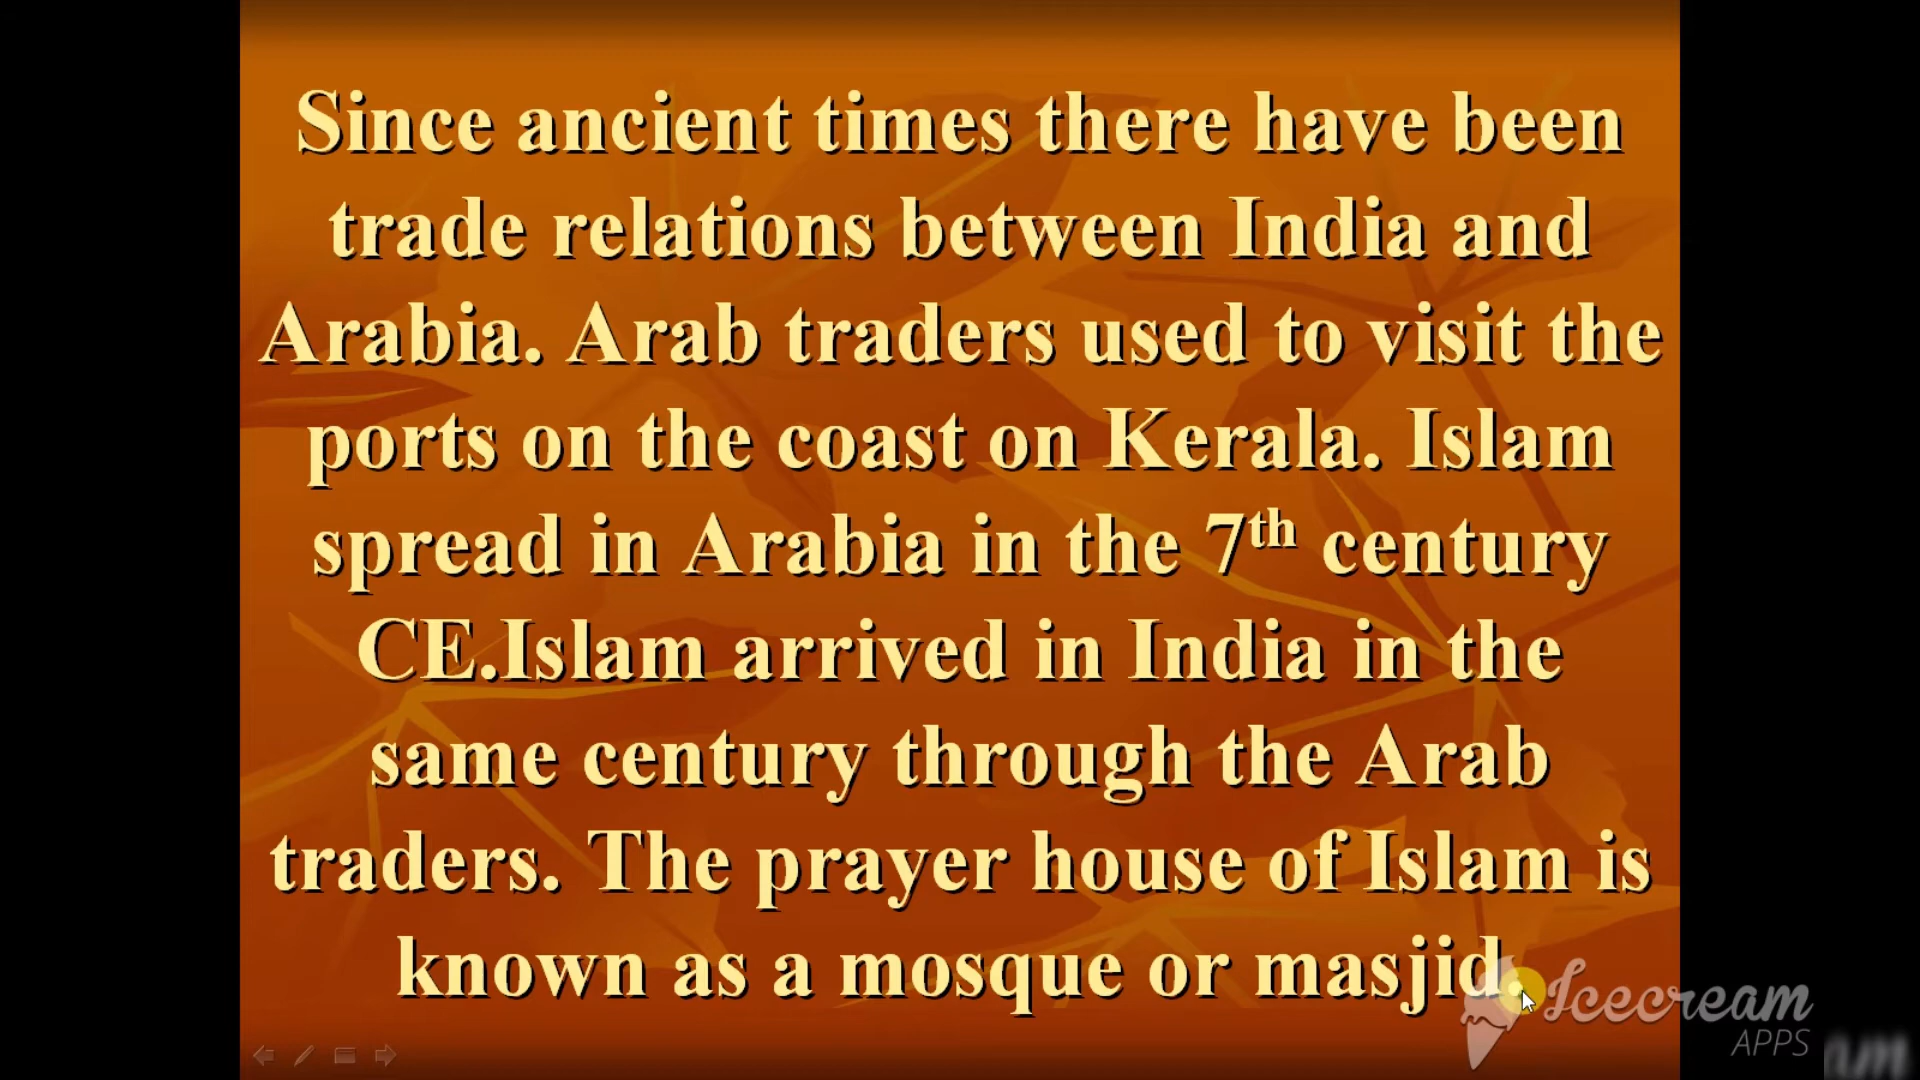 Since ancient times there have been
trade relations between India and
Arabia. Arab traders used to visit the
ports on the coast on Kerala. Islam
spread in Arabia in the 7th century
CE.Islam arrived in India in the
same century through the Arab
traders. The prayer house of Islam is
known as a mosque or masjid.
Icecream
APPS
am